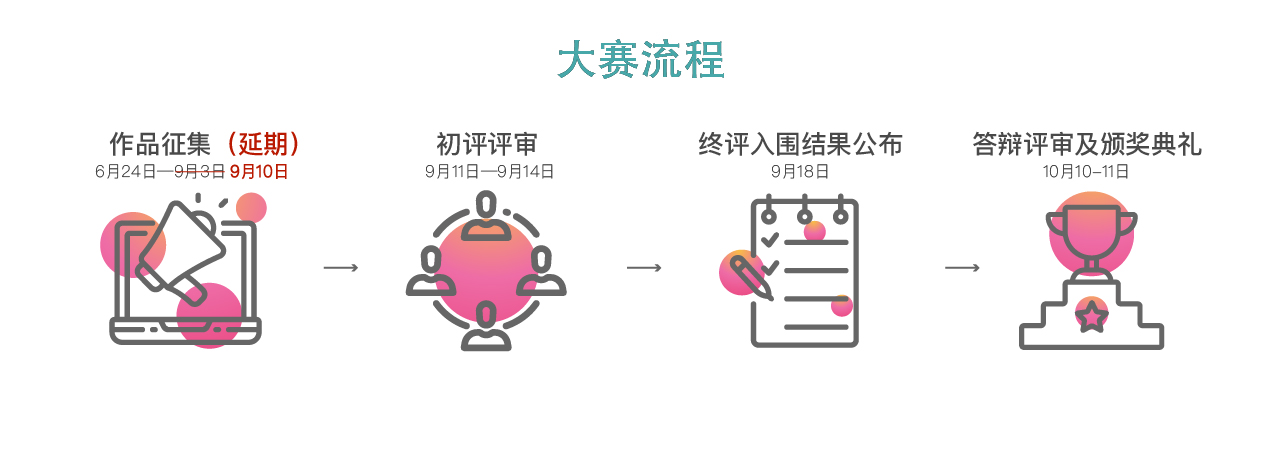 大赛流程
作品征集（延期）
6月24日—9月3日 9月10日
初评评审
9月11日—9月14日
终评入围结果公布
9月18日
答辩评审及颁奖典礼
10月10–11日